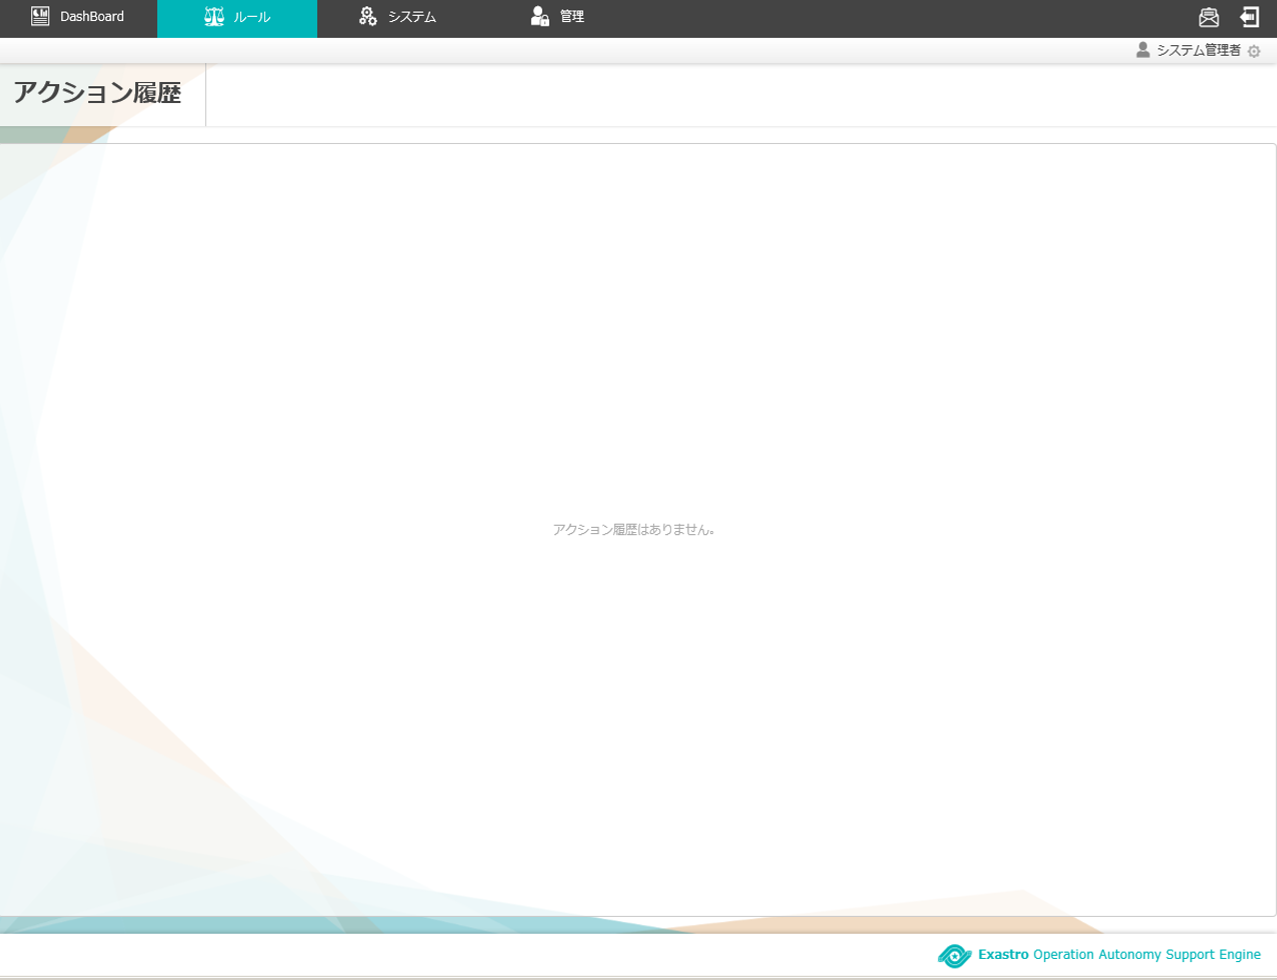 DashBoard
ルール
システム
管理
システム管理者
アクション履歴
アクション履歴はありません。
Exastro Operation Autonomy Support Engine